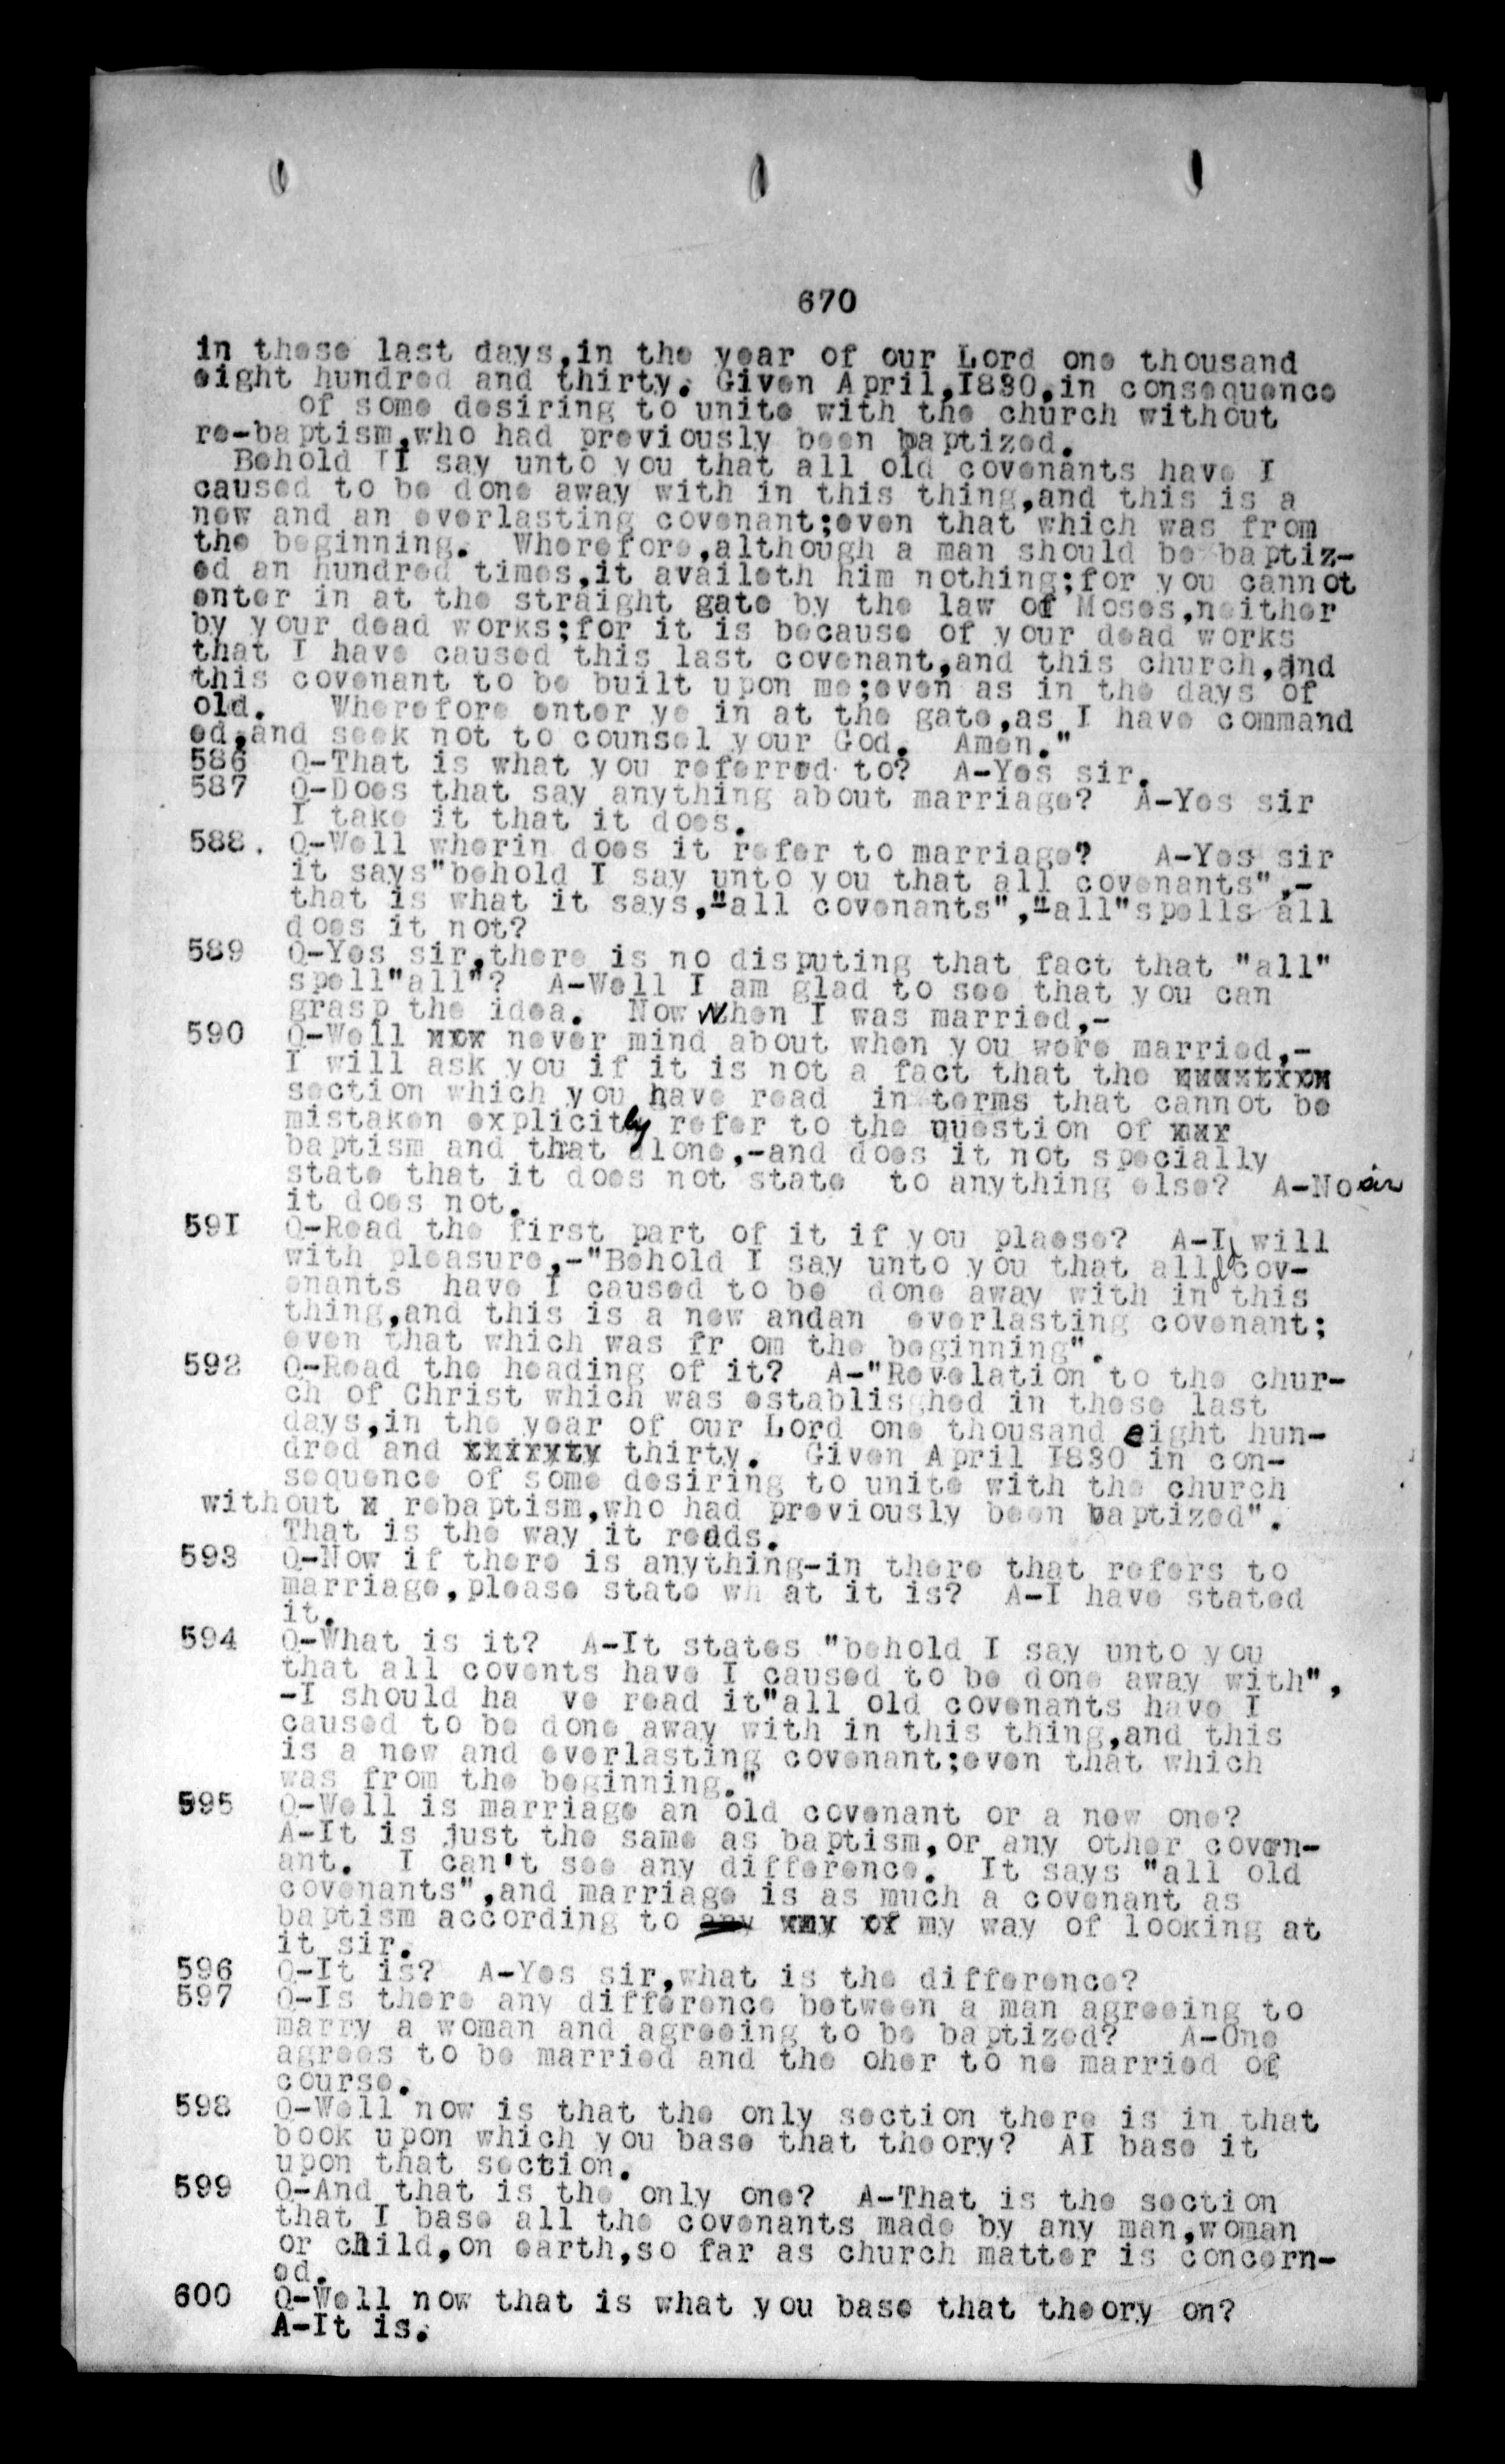 670
in these last days,in the year of our Lord one thousand
eight hundred and thirty. Given April,1830,in consequence
of some desiring to unite with the church without
re-baptism,who had previously been baptized.
Behold I say unto you that all old covenants have I
caused to be done away with in this thing,and this is a
new and an everlasting covenant;even that which was from
the beginning. Wherefore,although a man should be baptiz-
ed an hundred times,it availeth him nothing;for you cannot
enter in at the straight gate by the law of Moses,neither
by your dead works;for it is because of your dead works
that I have caused this last covenant,and this church,and
this covenant to be built upon me;even as in the days of
old. Wherefore enter ye in at the gate,as I have command
ed,and seek not to counsel your God. Amen."
586 Q-That is what you referred to? A-Yes sir.
587 Q-Does that say anything about marriage? A-Yes sir
I take it that it does.
588. Q-Well wherin does it refer to marriage? A-Yes sir
it says"behold I say unto you that all covenants",-
that is what it says,"all covenants","all"spells all
does it not?
589 Q-Yes sir,there is no disputing that fact that "all"
spell"all"? A-Well I am glad to see that you can
grasp the idea. Now when I was married,-
590 Q-Well xxx never mind about when you were married,-
I will ask you if it is not a fact that the
section which you have read in terms that cannot be
mistaken explicitly refer to the question of xxx
baptism and that alone,-and does it not specially
state that it does not state to anything else? A-No sir
it does not.
591 Q-Read the first part of it if you plaese? A-I will
with pleasure,-"Behold I say unto you that all cov-
enants have I caused to be done away with in this
thing,and this is a new andan everlasting covenant;
even that which was fr om the beginning".
592 Q-Read the heading of it? A-"Revelation to the chur-
ch of Christ which was establisghed in these last
days,in the year of our Lord one thousand eight hun-
dred and thirty. Given April 1830 in con-
sequence of some desiring to unite with the church
without x rebaptism,who had previously been baptized".
That is the way it redds.
593 Q-Now if there is anything-in there that refers to
marriage,please state wh at it is? A-I have stated
it.
594 Q-What is it? A-It states "behold I say unto you
that all covents have I caused to be done away with",
-I should ha ve read it"all old covenants have I
caused to be done away with in this thing,and this
is a new and everlasting covenant;even that which
was from the beginning."
595 Q-Well is marriage an old covenant or a new one?
A-It is just the same as baptism,or any other coven-
ant. I can't see any difference. It says "all old
covenants",and marriage is as much a covenant as
baptism according to any xmy of my way of looking at
it sir.
596 Q-It is? A-Yes sir,what is the difference?
597 Q-Is there any difference between a man agreeing to
marry a woman and agreeing to be baptized? A-One
agrees to be married and the oher to ne married of
course.
598 Q-Well now is that the only section there is in that
book upon which you base that theory? AI base it
upon that section.
599 Q-And that is the only one? A-That is the section
that I base all the covenants made by any man,woman
or child,on earth,so far as church matter is concern-
ed.
600 Q-Well now that is what you base that theory on?
A-It is.